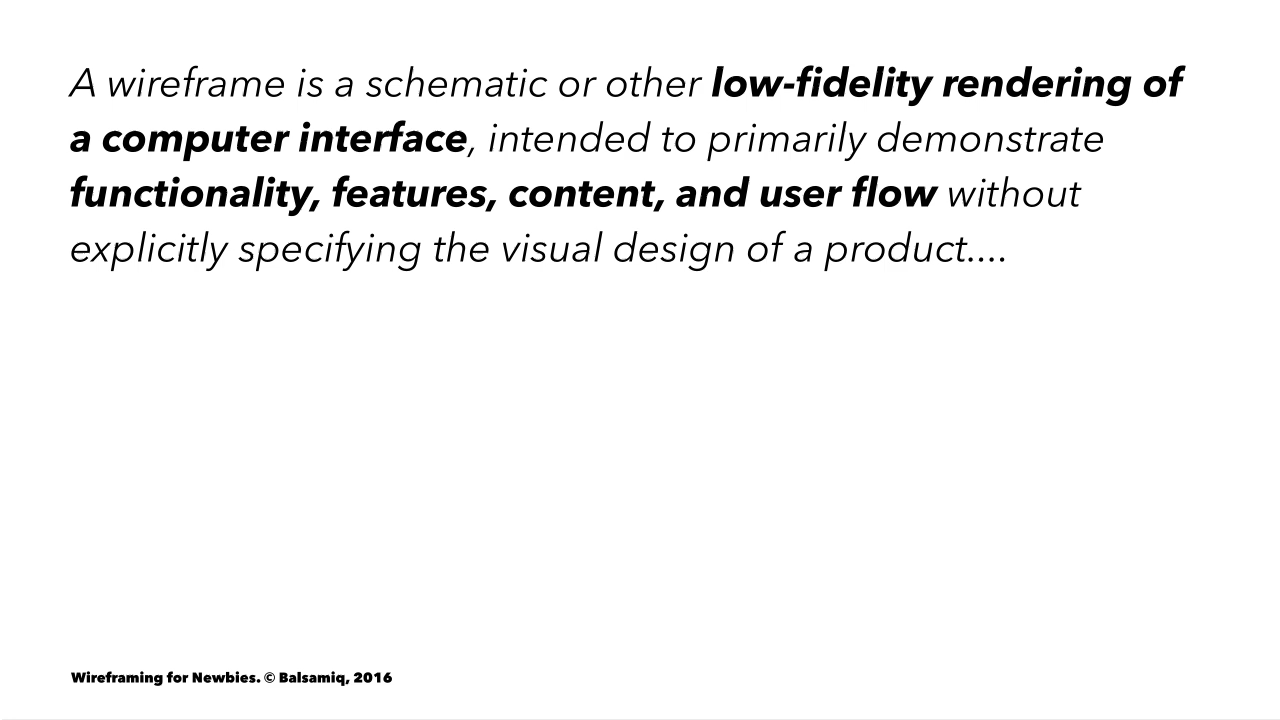 A wireframe is a schematic or other low-fidelity rendering of
a computer interface, intended to primarily demonstrate
functionality, features, content, and user flow without
explicitly specifying the visual design of a product....
Wireframing for Newbies. © Balsamiq, 2016